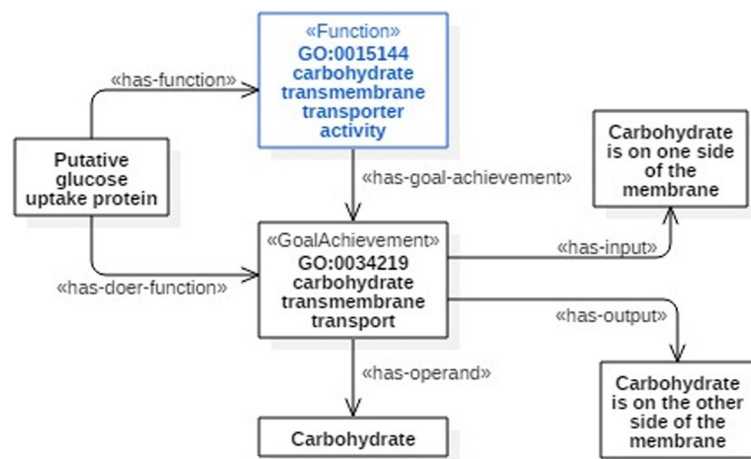 «Function»
GO:0015144
carbohydrate
transmembrane
transporter
activity
«has-function»
Putative
glucose
uptake protein
«has-goal-achievement»
Carbohydrate
is on one side
of the
membrane
«GoalAchievement»
GO:0034219
carbohydrate
transmembrane
transport
«has-input»
«has-doer-function»
«has-output»
«has-operand»
Carbohydrate
is on the other
side of the
membrane
Carbohydrate